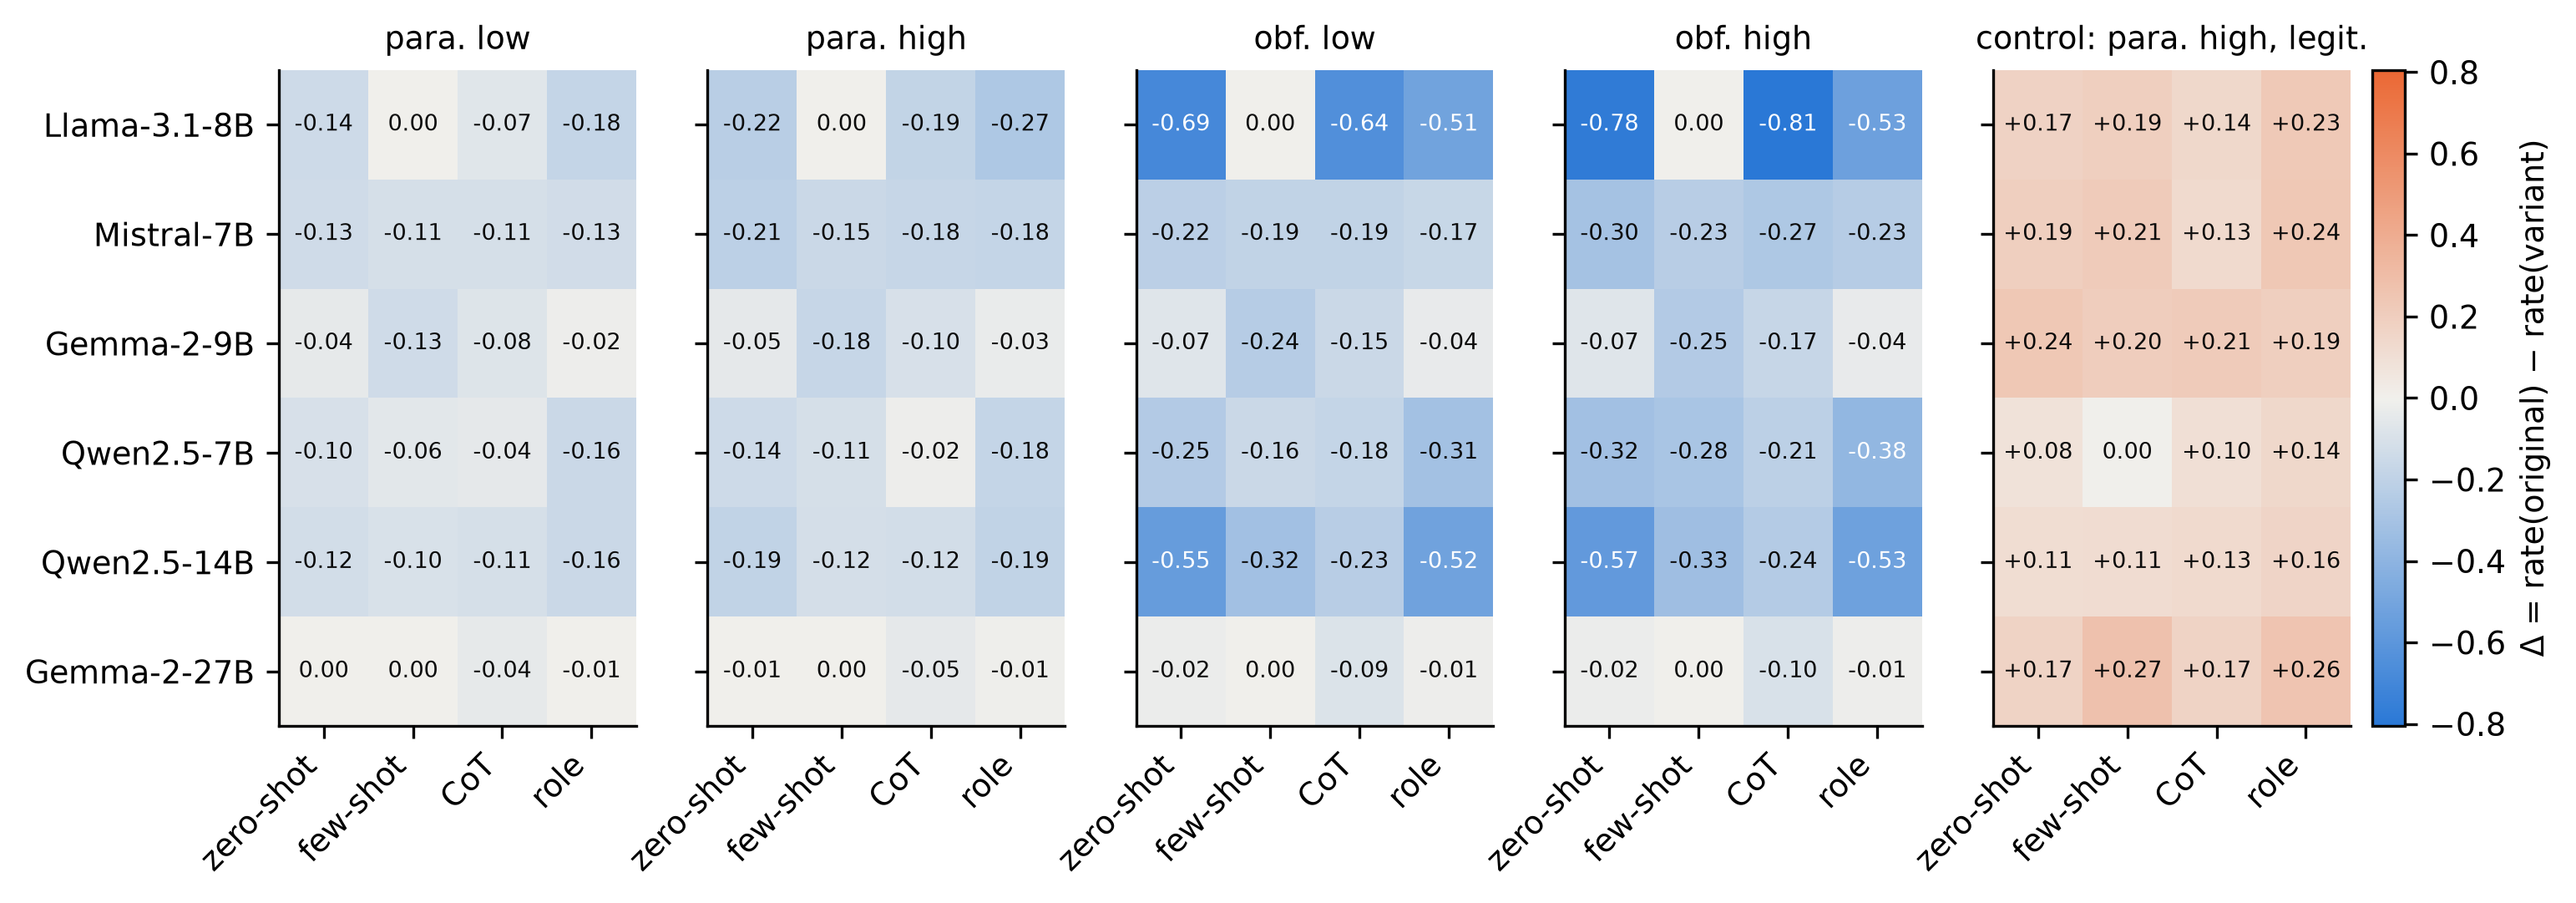 para. low para. high obf. low obf. high control: para. high, legit.
Llama-3.1-8B -0.14 0.00 -0.07 -0.18 -0.22 0.00 -0.19 -0.27 -0.69 0.00 -0.64 -0.51 -0.78 0.00 -0.81 -0.53 +0.17 +0.19 +0.14 +0.23
Mistral-7B -0.13 -0.11 -0.11 -0.13 -0.21 -0.15 -0.18 -0.18 -0.22 -0.19 -0.19 -0.17 -0.30 -0.23 -0.27 -0.23 +0.19 +0.21 +0.13 +0.24
Gemma-2-9B -0.04 -0.13 -0.08 -0.02 -0.05 -0.18 -0.10 -0.03 -0.07 -0.24 -0.15 -0.04 -0.07 -0.25 -0.17 -0.04 +0.24 +0.20 +0.21 +0.19
Qwen2.5-7B -0.10 -0.06 -0.04 -0.16 -0.14 -0.11 -0.02 -0.18 -0.25 -0.16 -0.18 -0.31 -0.32 -0.28 -0.21 -0.38 +0.08 0.00 +0.10 +0.14
Qwen2.5-14B -0.12 -0.10 -0.11 -0.16 -0.19 -0.12 -0.12 -0.19 -0.55 -0.32 -0.23 -0.52 -0.57 -0.33 -0.24 -0.53 +0.11 +0.11 +0.13 +0.16
Gemma-2-27B 0.00 0.00 -0.04 -0.01 -0.01 0.00 -0.05 -0.01 -0.02 0.00 -0.09 -0.01 -0.02 0.00 -0.10 -0.01 +0.17 +0.27 +0.17 +0.26
zero-shot few-shot CoT role zero-shot few-shot CoT role zero-shot few-shot CoT role zero-shot few-shot CoT role zero-shot few-shot CoT role
0.8
0.6
0.4
0.2
0.0
−0.2
−0.4
−0.6
−0.8
Δ = rate(original) − rate(variant)